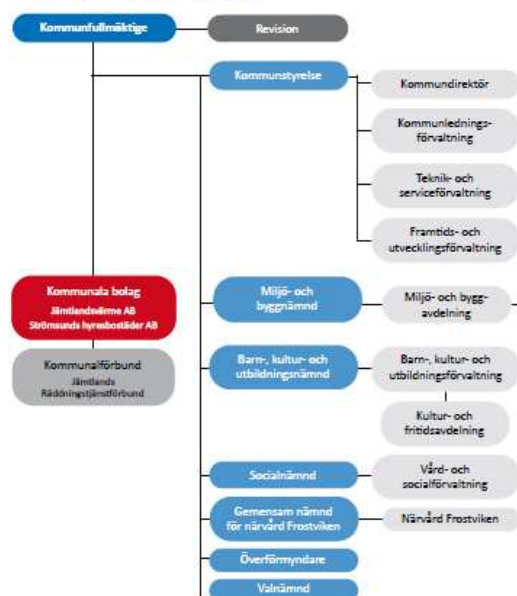 Kommunfullmäktige
Revision
Kommunstyrelse
Kommundirektör
Kommunlednings-
förvaltning
Teknik- och
serviceförvaltning
Framtids- och
utvecklingsförvaltning
Kommunala bolag
Jämtlandsvärme AB
Strömsunds hyresbostäder AB
Kommunalförbund
Jämtlands
Räddningstjänstförbund
Miljö- och
byggnämnd
Miljö- och bygg-
avdelning
Barn-, kultur- och
utbildningsnämnd
Barn-, kultur- och
utbildningsförvaltning
Kultur- och
fritidsavdelning
Socialnämnd
Vård- och
socialförvaltning
Gemensam nämnd
för närvård Frostviken
Närvård Frostviken
Överförmyndare
Valnämnd